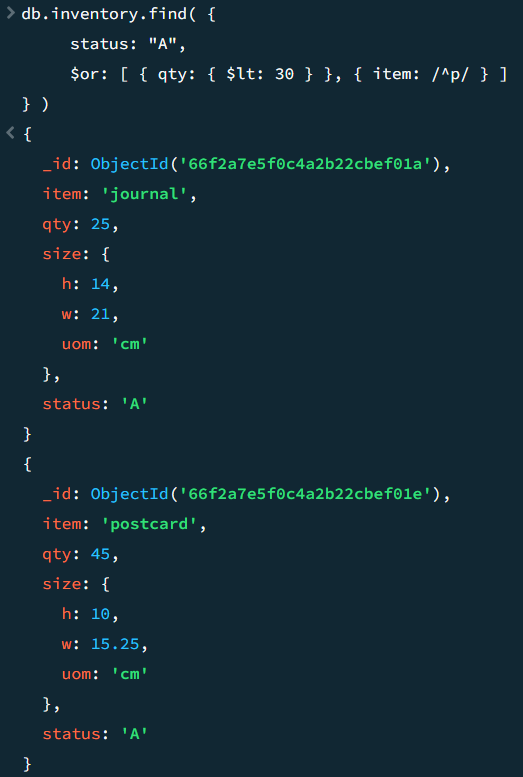 db.inventory.find( {
     status: "A",
     $or: [ { qty: { $lt: 30 } }, { item: /^p/ } ]
} )
{
  _id: ObjectId('66f2a7e5f0c4a2b22cbef01a'),
  item: 'journal',
  qty: 25,
  size: {
    h: 14,
    w: 21,
    uom: 'cm'
  },
  status: 'A'
}
{
  _id: ObjectId('66f2a7e5f0c4a2b22cbef01e'),
  item: 'postcard',
  qty: 45,
  size: {
    h: 10,
    w: 15.25,
    uom: 'cm'
  },
  status: 'A'
}